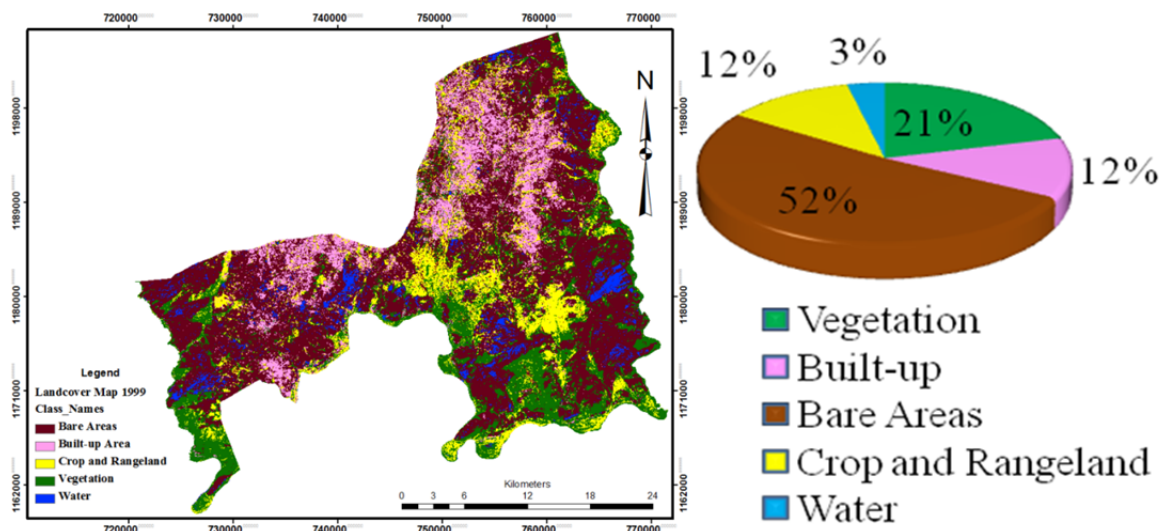 720000 730000 740000 750000 760000 770000
1198000
1189000
1180000
1171000
1162000
N
1198000
1189000
1180000
1171000
1162000
Legend
Landcover Map 1999
Class_Names
Bare Areas
Built-up Area
Crop and Rangeland
Vegetation
Water
Kilometers
0 3 6 12 18 24
720000 730000 740000 750000 760000 770000
12%
3%
21%
12%
52%
Vegetation
Built-up
Bare Areas
Crop and Rangeland
Water